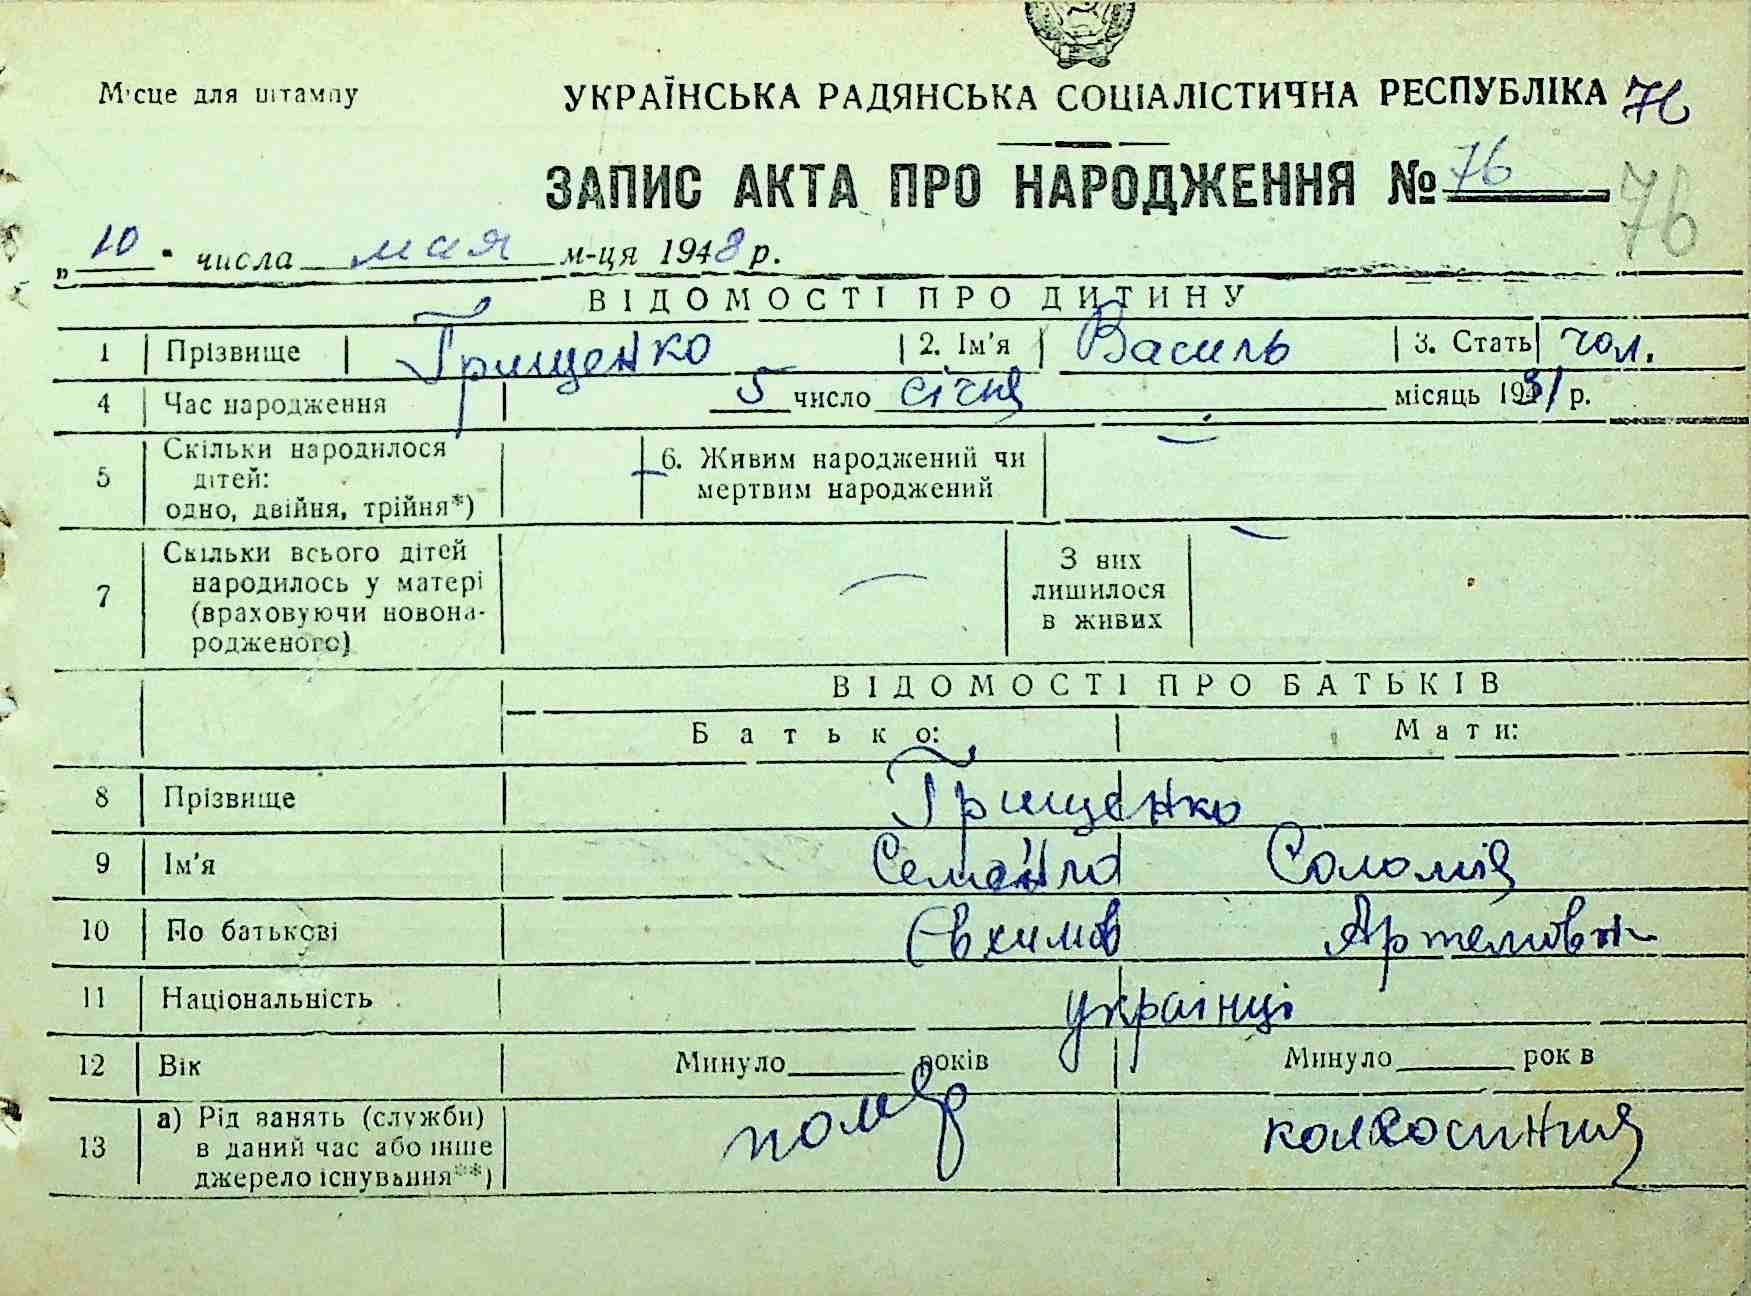 Місце для штампу
УКРАЇНСЬКА РАДЯНСЬКА СОЦІАЛІСТИЧНА РЕСПУБЛІКА 76
ЗАПИС АКТА ПРО НАРОДЖЕННЯ № 76
76
„10" числа мая м-ця 1948 р.
ВІДОМОСТІ ПРО ДИТИНУ
1 Прізвище Грищенко 2. Ім'я Василь 3. Стать чол.
4 Час народження 5 число січня місяць 1931 р.
5 Скільки народилося дітей: одно, двійня, трійня*) — 6. Живим народжений чи мертвим народжений —
7 Скільки всього дітей народилось у матері (враховуючи новонародженого) — З них лишилося в живих —
ВІДОМОСТІ ПРО БАТЬКІВ
Батько: Мати:
8 Прізвище Грищенко
9 Ім'я Соломія
10 По батькові Євхимов Артемовн
11 Національність українці
12 Вік Минуло років Минуло років
13 а) Рід занять (служби) в даний час або інше джерело існування**) помер колхосиниця